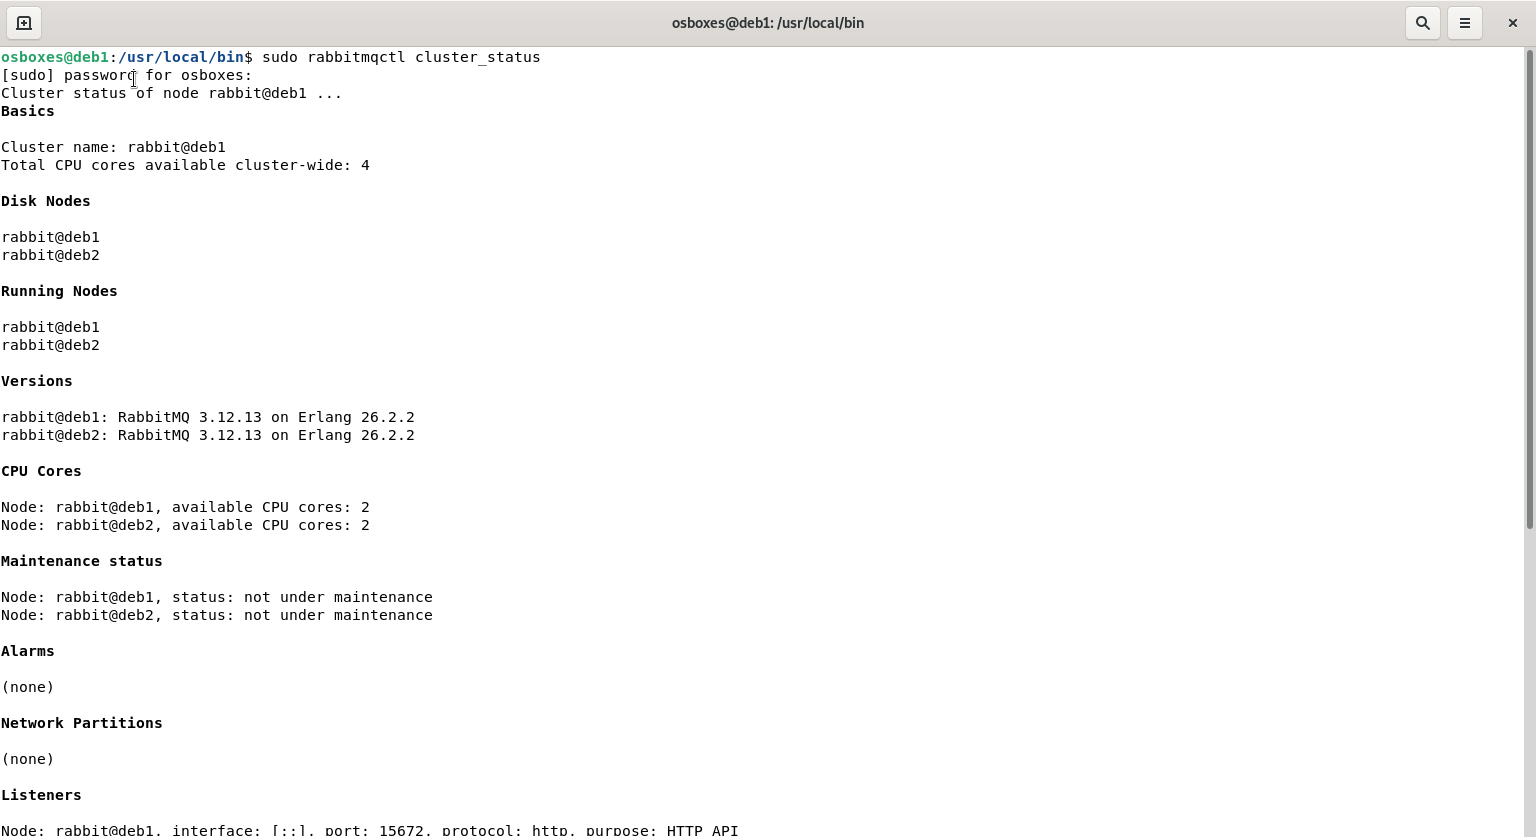 osboxes@deb1: /usr/local/bin
osboxes@deb1:/usr/local/bin$ sudo rabbitmqctl cluster_status
[sudo] password for osboxes:
Cluster status of node rabbit@deb1 ...
Basics
Cluster name: rabbit@deb1
Total CPU cores available cluster-wide: 4
Disk Nodes
rabbit@deb1
rabbit@deb2
Running Nodes
rabbit@deb1
rabbit@deb2
Versions
rabbit@deb1: RabbitMQ 3.12.13 on Erlang 26.2.2
rabbit@deb2: RabbitMQ 3.12.13 on Erlang 26.2.2
CPU Cores
Node: rabbit@deb1, available CPU cores: 2
Node: rabbit@deb2, available CPU cores: 2
Maintenance status
Node: rabbit@deb1, status: not under maintenance
Node: rabbit@deb2, status: not under maintenance
Alarms
(none)
Network Partitions
(none)
Listeners
Node: rabbit@deb1, interface: [::], port: 15672, protocol: http, purpose: HTTP API